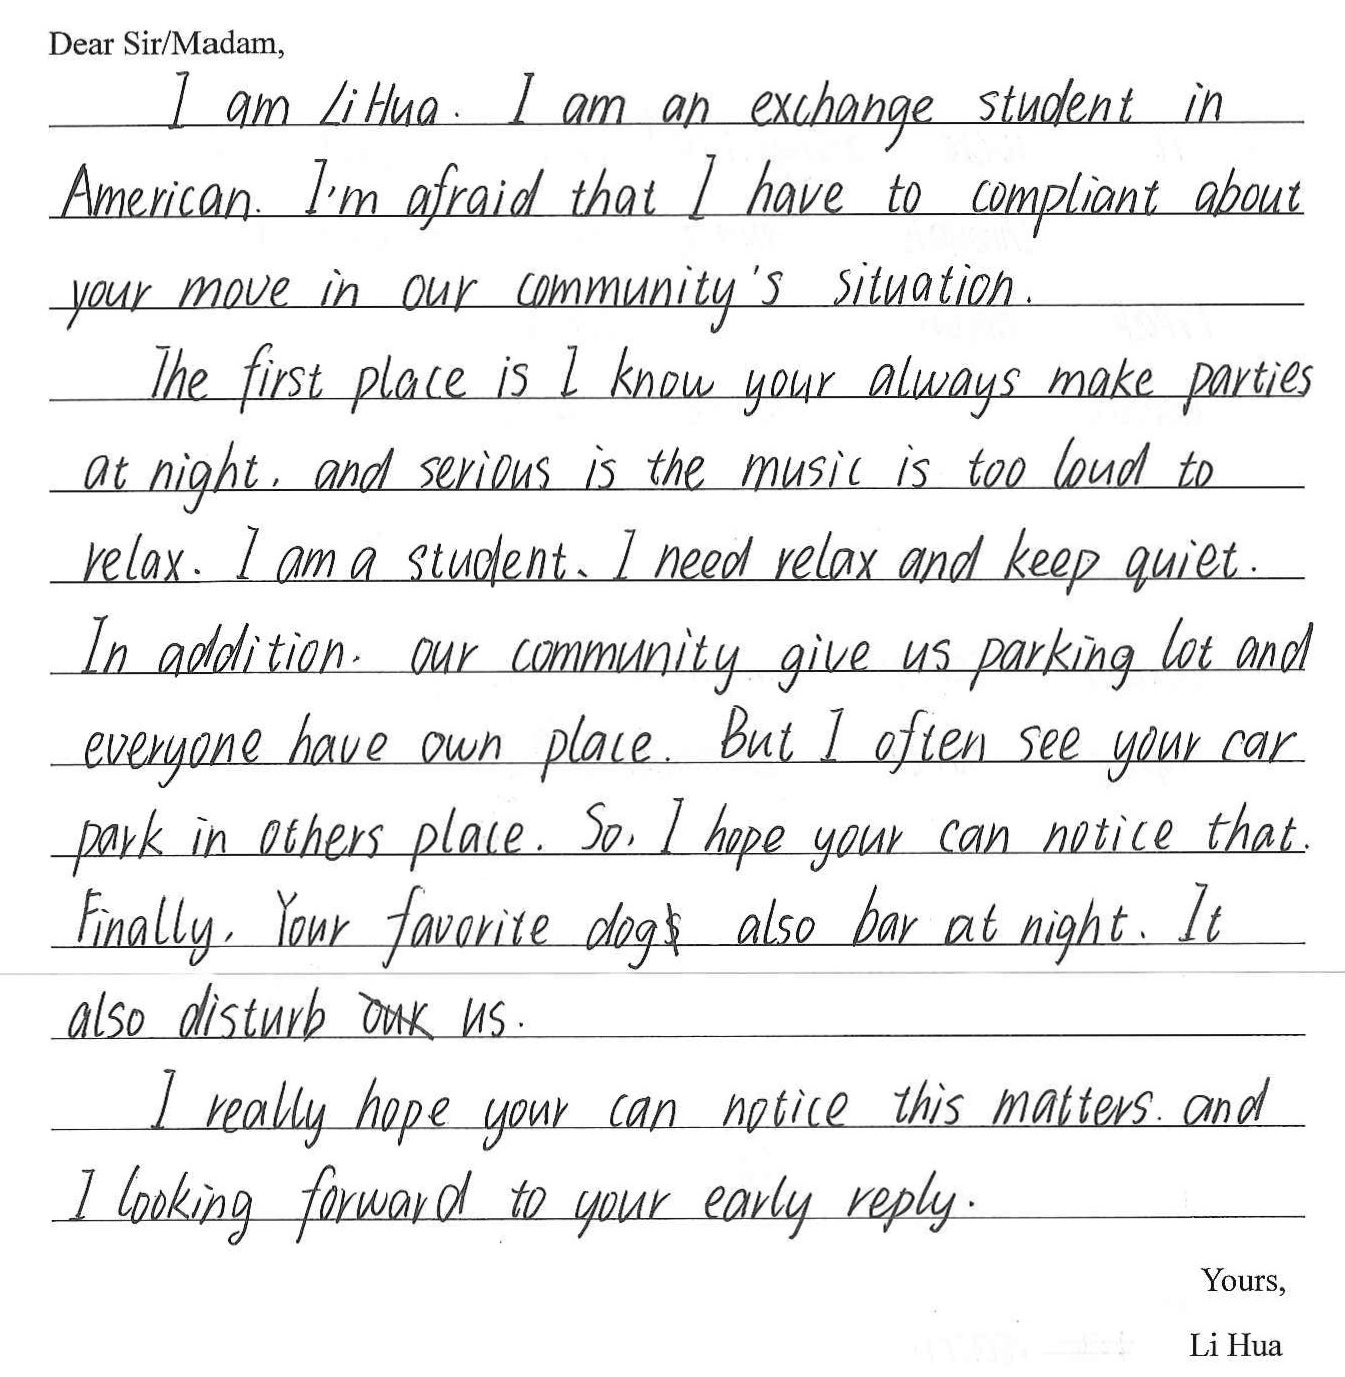 Dear Sir/Madam,
I am Li Hua. I am an exchange student in
American. I'm afraid that I have to compliant about
your move in our community's situation.
The first place is I know your always make parties
at night, and serious is the music is too loud to
relax. I am a student、I need relax and keep quiet.
In addition. our community give us parking lot and
everyone have own place. But I often see your car
park in others place. So, I hope your can notice that.
Finally, Your favorite dog also bar at night. It
also disturb us.
I really hope your can notice this matters. and
I looking forward to your early reply.
Yours,
Li Hua